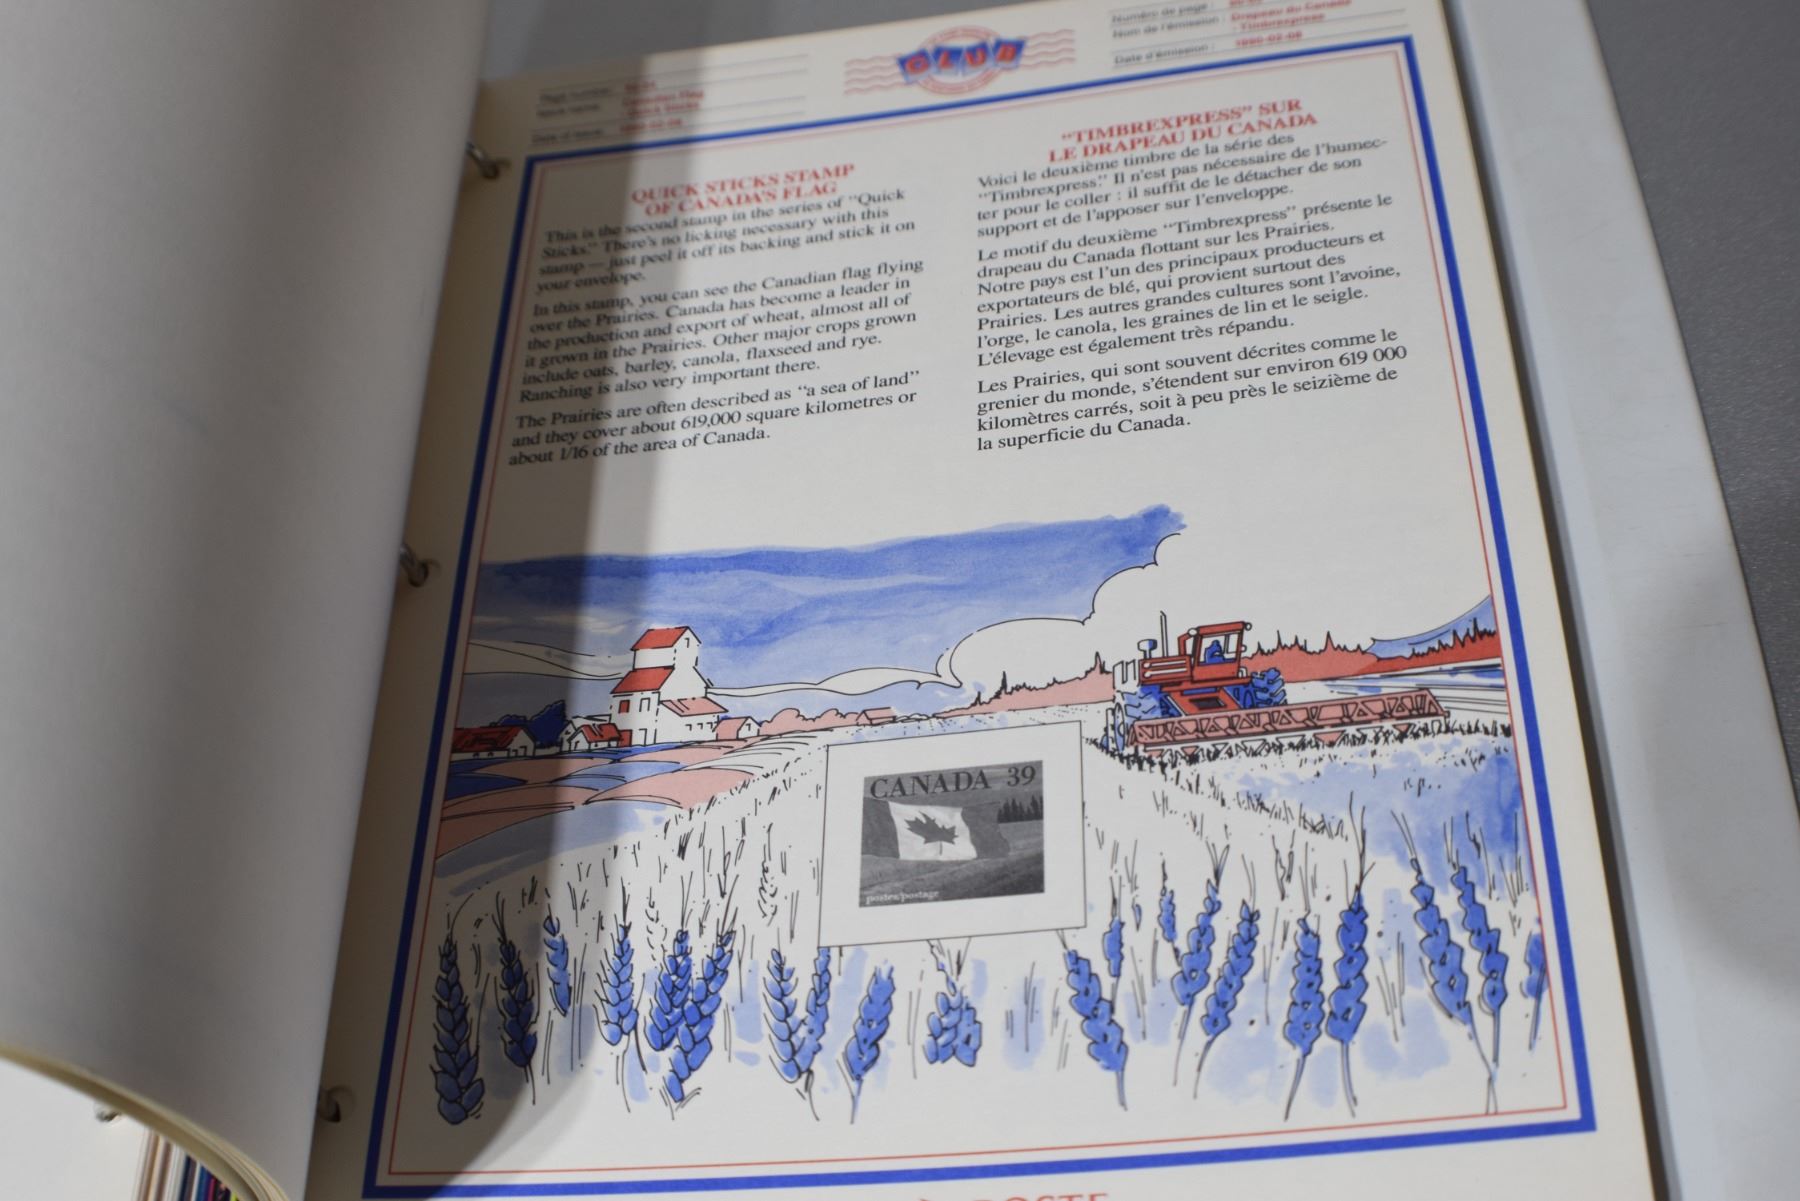 Page number:
Issue name: Canadian Flag
Quick Sticks
Date of issue: 1990-02-08
CLUB
Numéro de page :
Nom de l'émission : Drapeau du Canada
- Timbrexpress
Date d'émission : 1990-02-08
QUICK STICKS STAMP
OF CANADA'S FLAG
This is the second stamp in the series of "Quick
Sticks." There's no licking necessary with this
stamp — just peel it off its backing and stick it on
your envelope.
In this stamp, you can see the Canadian flag flying
over the Prairies. Canada has become a leader in
the production and export of wheat, almost all of
it grown in the Prairies. Other major crops grown
include oats, barley, canola, flaxseed and rye.
Ranching is also very important there.
The Prairies are often described as "a sea of land"
and they cover about 619,000 square kilometres or
about 1/16 of the area of Canada.
"TIMBREXPRESS" SUR
LE DRAPEAU DU CANADA
Voici le deuxième timbre de la série des
"Timbrexpress." Il n'est pas nécessaire de l'humec-
ter pour le coller : il suffit de le détacher de son
support et de l'apposer sur l'enveloppe.
Le motif du deuxième "Timbrexpress" présente le
drapeau du Canada flottant sur les Prairies.
Notre pays est l'un des principaux producteurs et
exportateurs de blé, qui provient surtout des
Prairies. Les autres grandes cultures sont l'avoine,
l'orge, le canola, les graines de lin et le seigle.
L'élevage est également très répandu.
Les Prairies, qui sont souvent décrites comme le
grenier du monde, s'étendent sur environ 619 000
kilomètres carrés, soit à peu près le seizième de
la superficie du Canada.
CANADA 39
postes/postage
POSTE